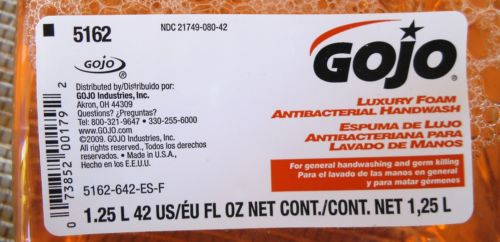 5162
NDC 21749-080-42
GOJO
Distributed by/Distribuido por:
GOJO Industries, Inc.
Akron, OH 44309
Questions? ¿Preguntas?
Tel: 800-321-9647 • 330-255-6000
www.GOJO.com
©2009. GOJO Industries, Inc.
All rights reserved., Todos los derechos
reservados. • Made in U.S.A.,
Hecho en los E.E.U.U.
5162-642-ES-F
0 73852 00179 2
GOJO
LUXURY FOAM
ANTIBACTERIAL HANDWASH
ESPUMA DE LUJO
ANTIBACTERIANA PARA
LAVADO DE MANOS
For general handwashing and germ killing
Para el lavado de las manos en general
y para matar gérmenes
1.25 L 42 US/ÉU FL OZ NET CONT./CONT. NET 1,25 L